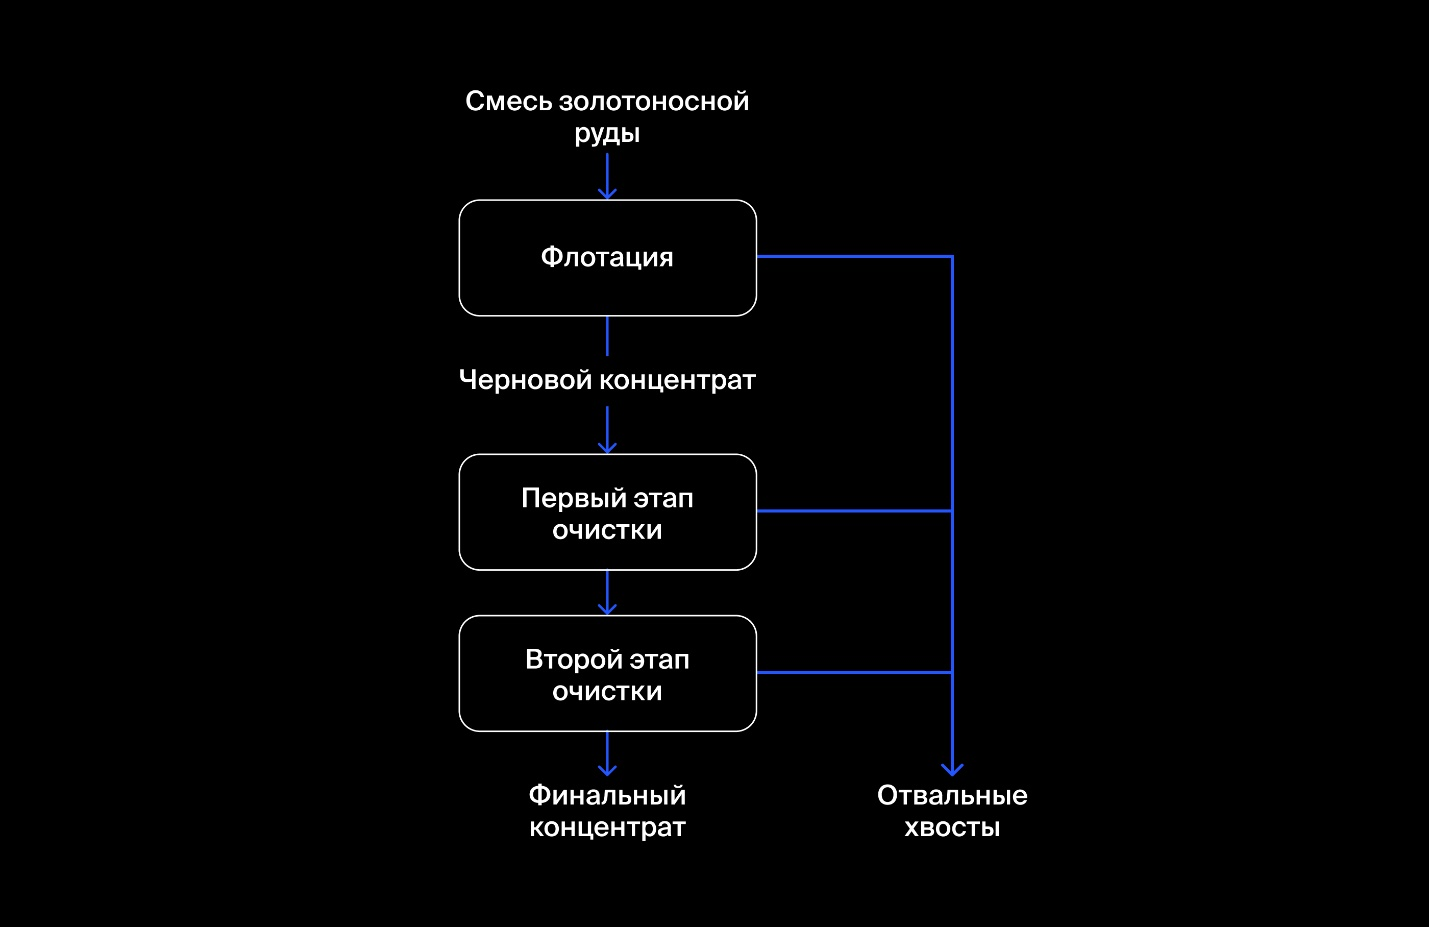 Смесь золотоносной
руды
Флотация
Черновой концентрат
Первый этап
очистки
Второй этап
очистки
Финальный
концентрат
Отвальные
хвосты